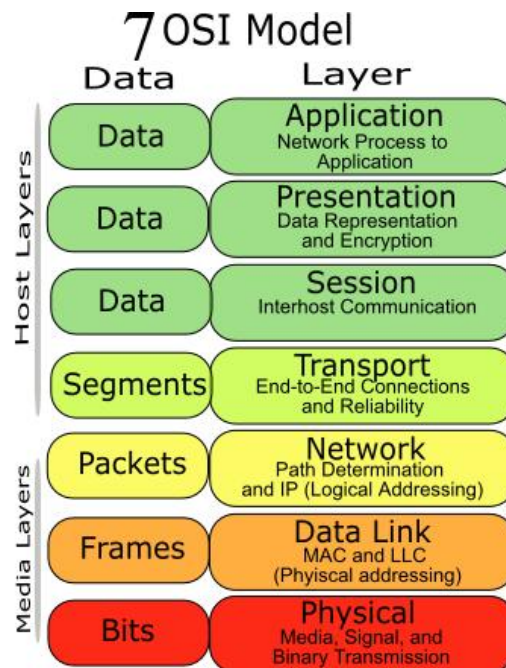 7 OSI Model
Data Layer
Host Layers
Data
Application
Network Process to
Application
Data
Presentation
Data Representation
and Encryption
Data
Session
Interhost Communication
Segments
Transport
End-to-End Connections
and Reliability
Media Layers
Packets
Network
Path Determination
and IP (Logical Addressing)
Frames
Data Link
MAC and LLC
(Phyiscal addressing)
Bits
Physical
Media, Signal, and
Binary Transmission